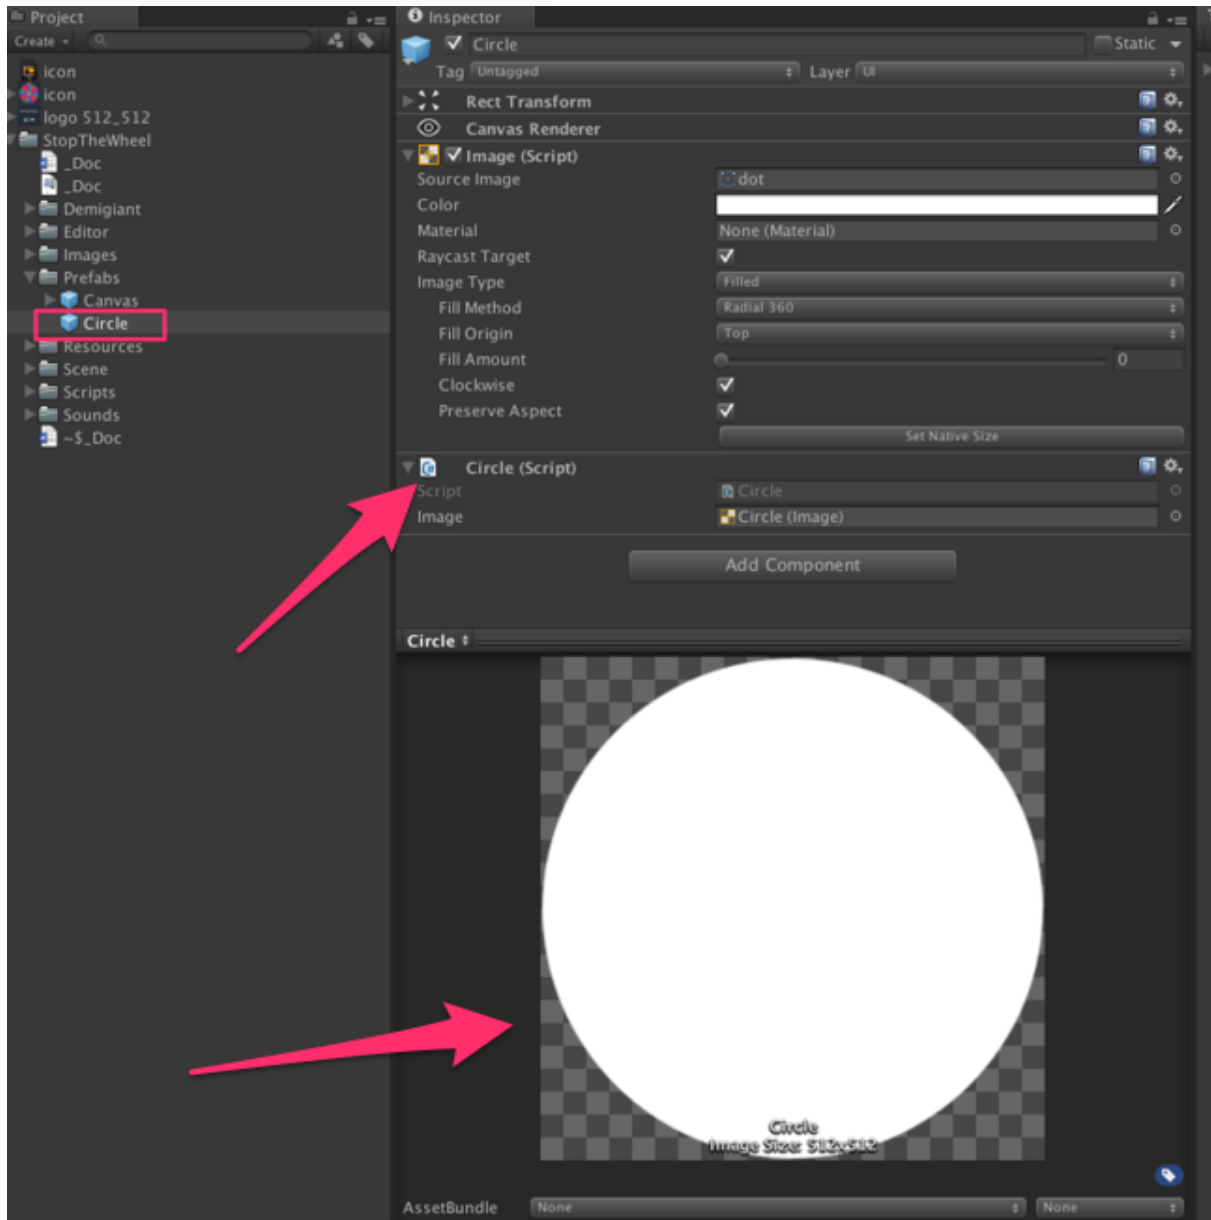 Project
Create
icon
icon
logo 512_512
StopTheWheel
_Doc
_Doc
Demigiant
Editor
Images
Prefabs
Canvas
Circle
Resources
Scene
Scripts
Sounds
~$_Doc
Inspector
Circle Static
Tag Untagged Layer UI
Rect Transform
Canvas Renderer
Image (Script)
Source Image dot
Color
Material None (Material)
Raycast Target
Image Type Filled
Fill Method Radial 360
Fill Origin Top
Fill Amount 0
Clockwise
Preserve Aspect
Set Native Size
Circle (Script)
Script Circle
Image Circle (Image)
Add Component
Circle
Circle
Image Size: 512x512
AssetBundle None None